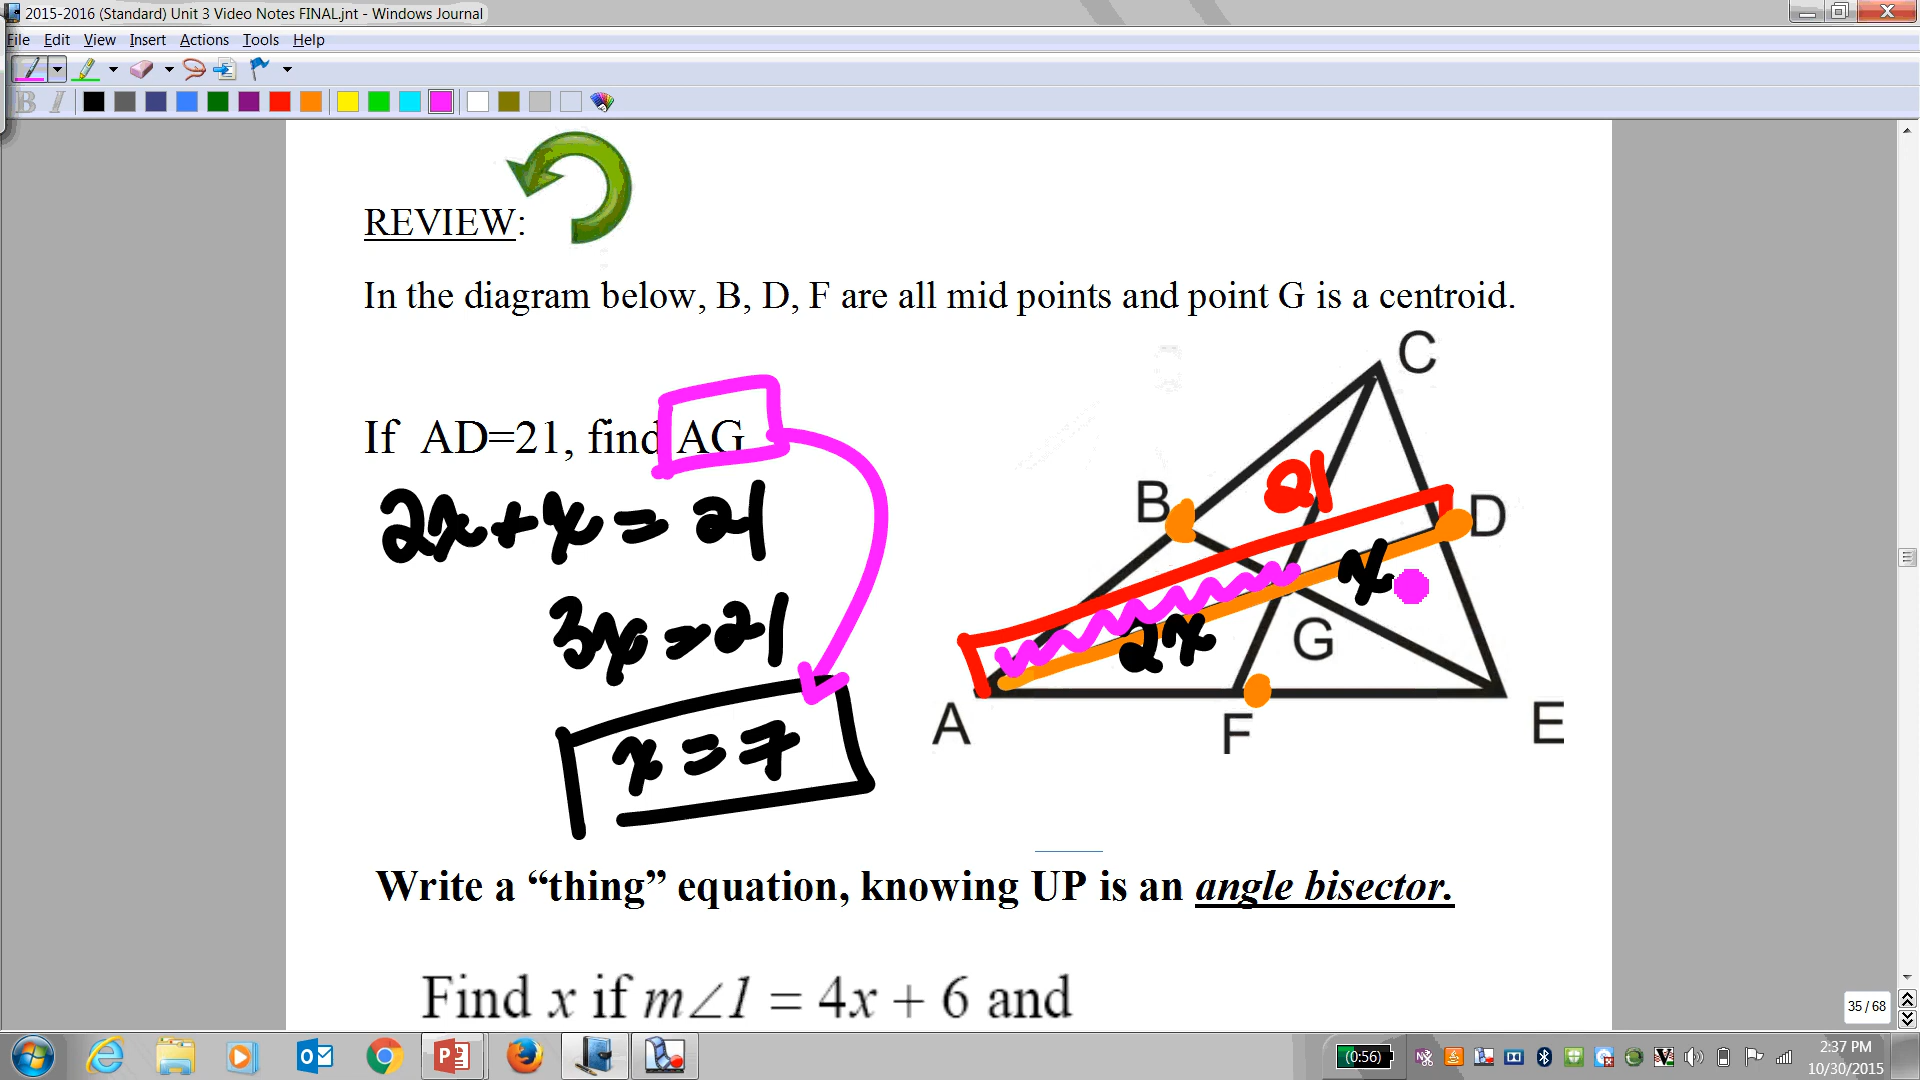 2015-2016 (Standard) Unit 3 Video Notes FINAL.jnt - Windows Journal
File Edit View Insert Actions Tools Help
B I
REVIEW:
In the diagram below, B, D, F are all mid points and point G is a centroid.
If AD=21, find AG
2x+x=21
3x=21
x=7
C
B
21
D
x
2x
G
A
F
E
Write a “thing” equation, knowing UP is an angle bisector.
Find x if m∠1 = 4x + 6 and
35 / 68
(0:56)
2:37 PM
10/30/2015